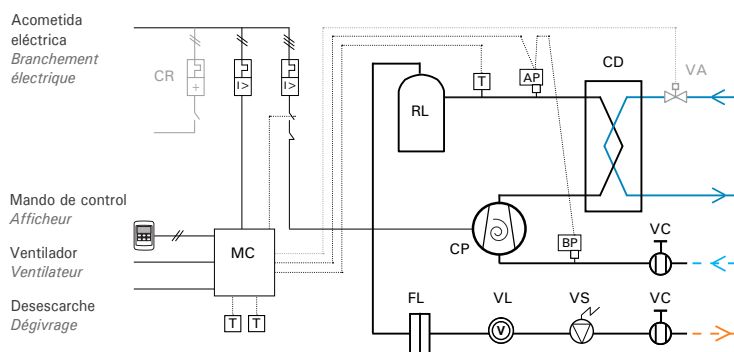 Acometida
eléctrica
Branchement
électrique
CR
+
I>
I>
T
AP
CD
VA
RL
Mando de control
Afficheur
Ventilador
Ventilateur
Desescarche
Dégivrage
MC
T
T
CP
BP
VC
FL
VL
V
VS
VC